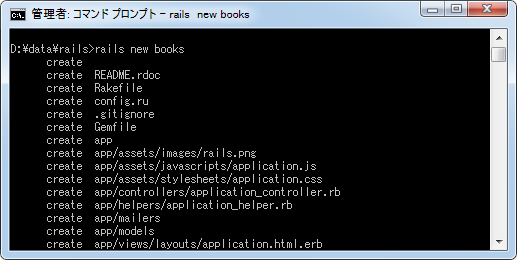 管理者: コマンド プロンプト - rails  new books
D:¥data¥rails>rails new books
create
create  README.rdoc
create  Rakefile
create  config.ru
create  .gitignore
create  Gemfile
create  app
create  app/assets/images/rails.png
create  app/assets/javascripts/application.js
create  app/assets/stylesheets/application.css
create  app/controllers/application_controller.rb
create  app/helpers/application_helper.rb
create  app/mailers
create  app/models
create  app/views/layouts/application.html.erb